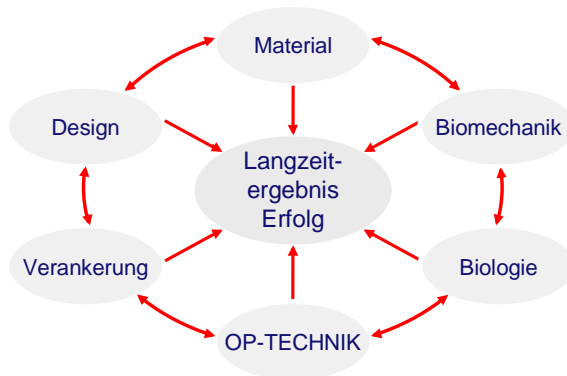 Material
Design
Biomechanik
Langzeit-
ergebnis
Erfolg
Verankerung
Biologie
OP-TECHNIK